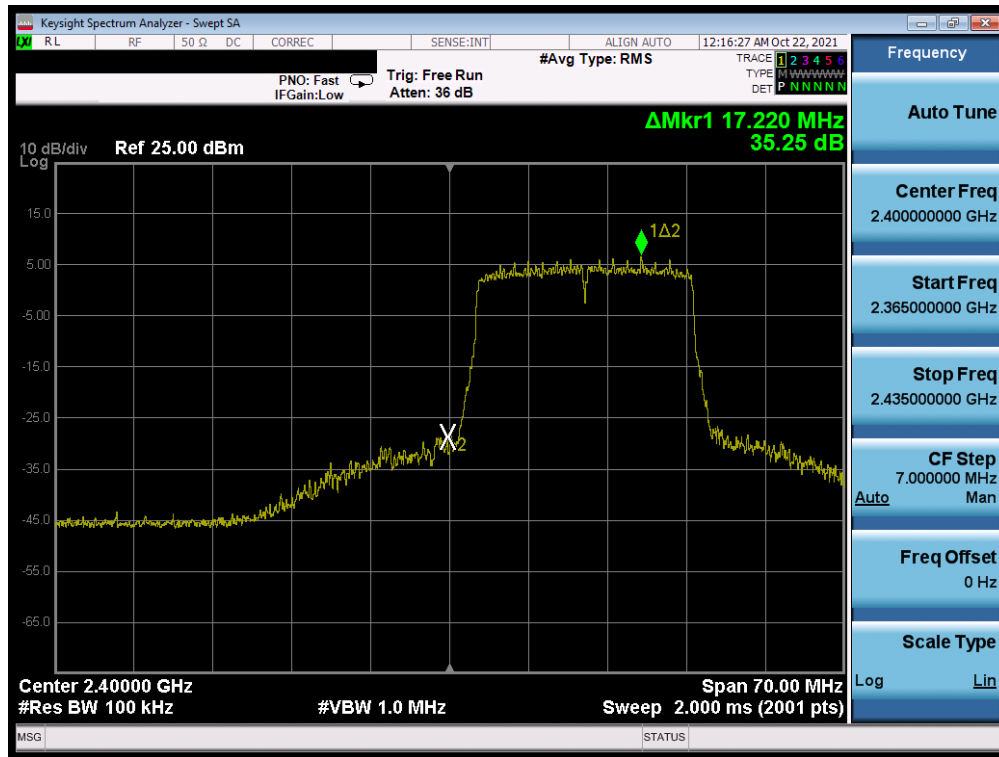 Keysight Spectrum Analyzer - Swept SA
LXI RL RF 50 Ω DC CORREC SENSE:INT ALIGN AUTO 12:16:27 AM Oct 22, 2021
#Avg Type: RMS
TRACE 1 2 3 4 5 6
PNO: Fast Trig: Free Run
TYPE M WWWWW
IFGain:Low Atten: 36 dB
DET P N N N N N
ΔMkr1 17.220 MHz
35.25 dB
10 dB/div Ref 25.00 dBm
Log
15.0
1Δ2
5.00
-5.00
-15.0
-25.0
X2
-35.0
-45.0
-55.0
-65.0
Center 2.40000 GHz Span 70.00 MHz
#Res BW 100 kHz #VBW 1.0 MHz Sweep 2.000 ms (2001 pts)
MSG STATUS
Frequency
Auto Tune
Center Freq
2.400000000 GHz
Start Freq
2.365000000 GHz
Stop Freq
2.435000000 GHz
CF Step
7.000000 MHz
Auto Man
Freq Offset
0 Hz
Scale Type
Log Lin